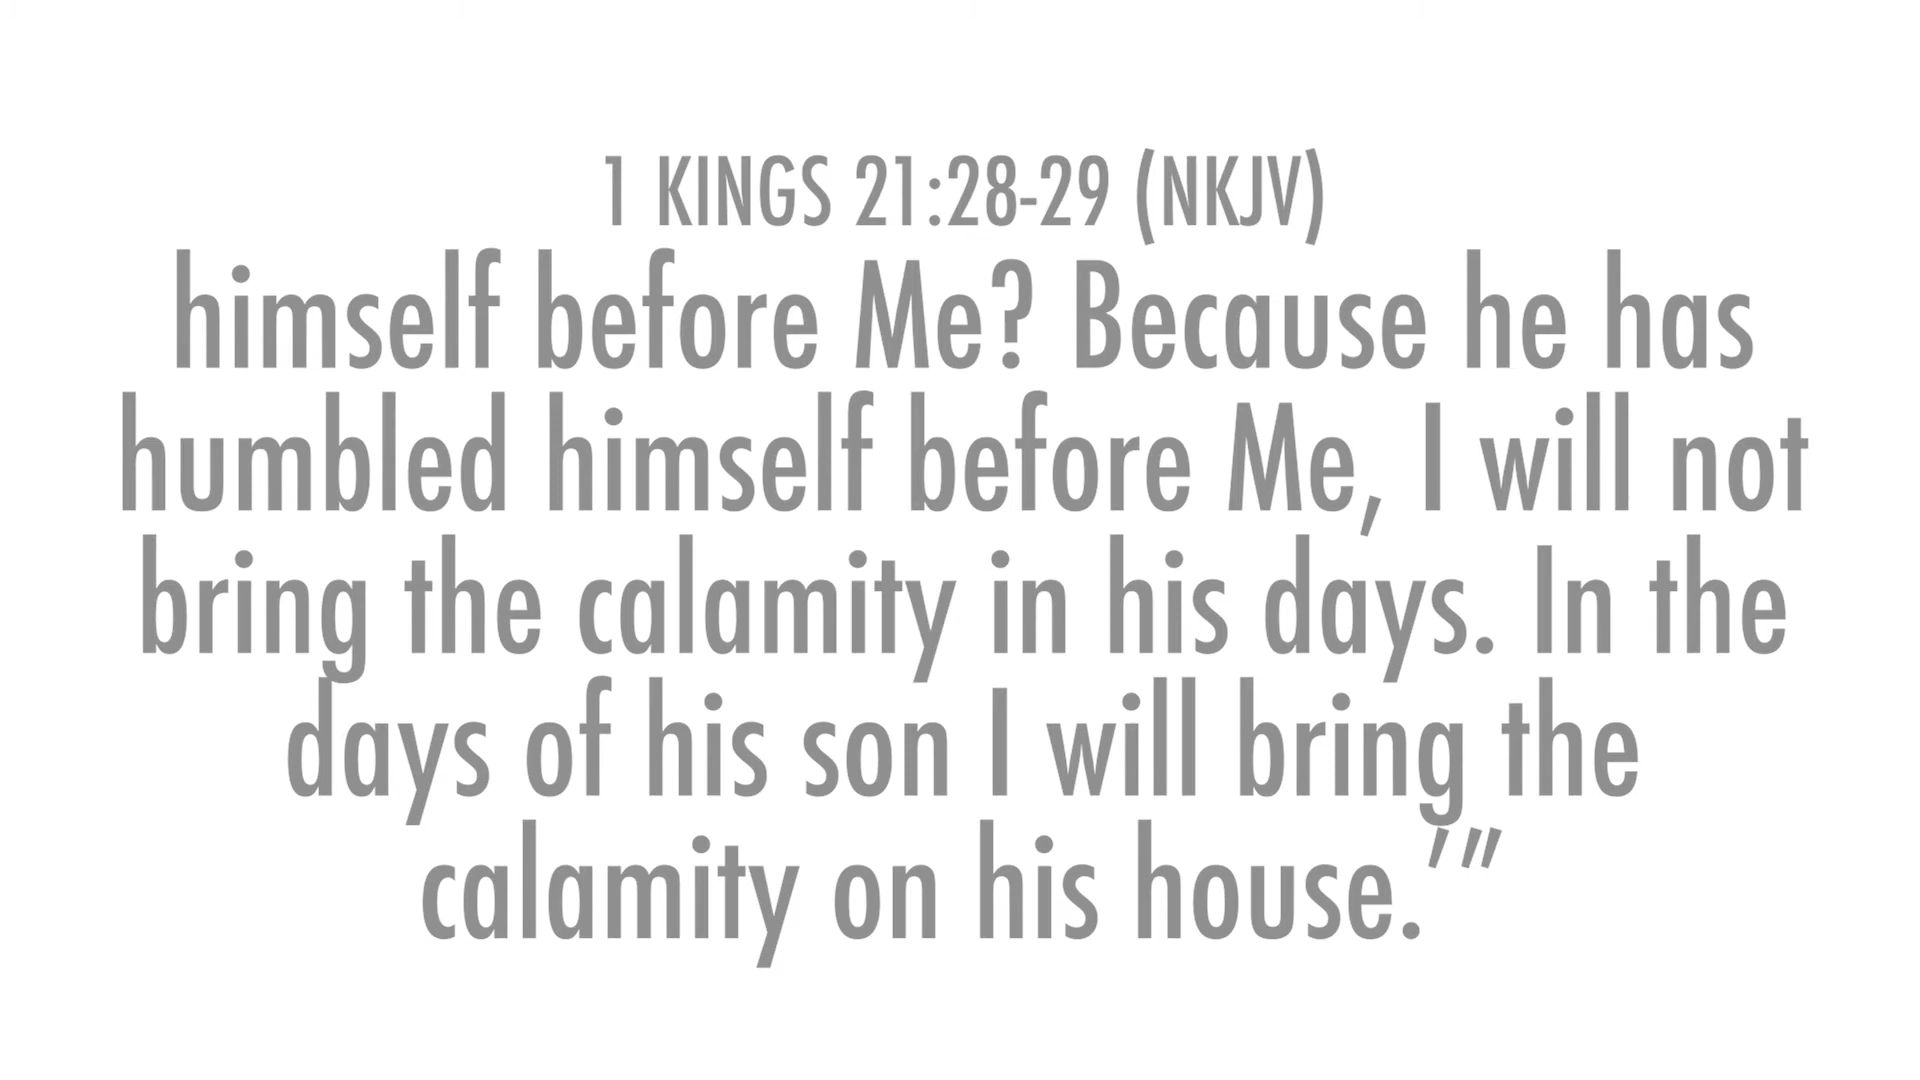 1 KINGS 21:28-29 (NKJV)
himself before Me? Because he has
humbled himself before Me, I will not
bring the calamity in his days. In the
days of his son I will bring the
calamity on his house.’”